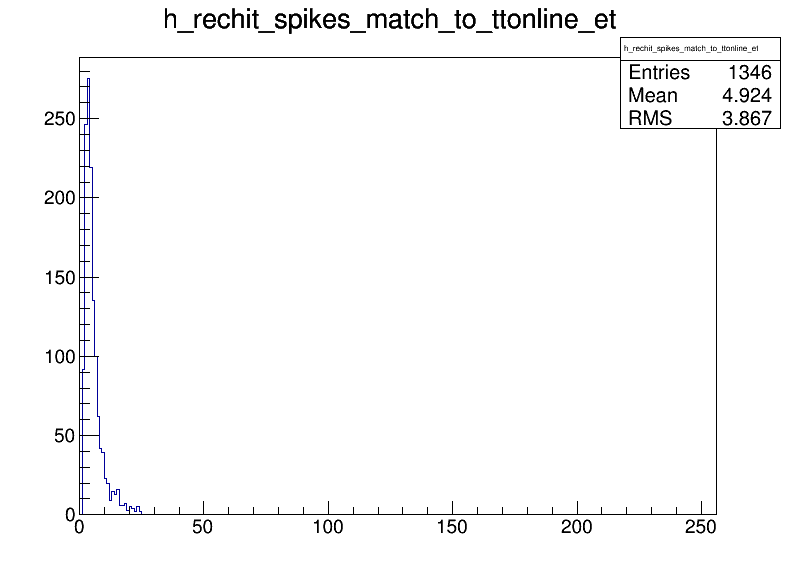 h_rechit_spikes_match_to_ttonline_et
h_rechit_spikes_match_to_ttonline_et
Entries 1346
Mean 4.924
RMS 3.867
250
200
150
100
50
0
0 50 100 150 200 250